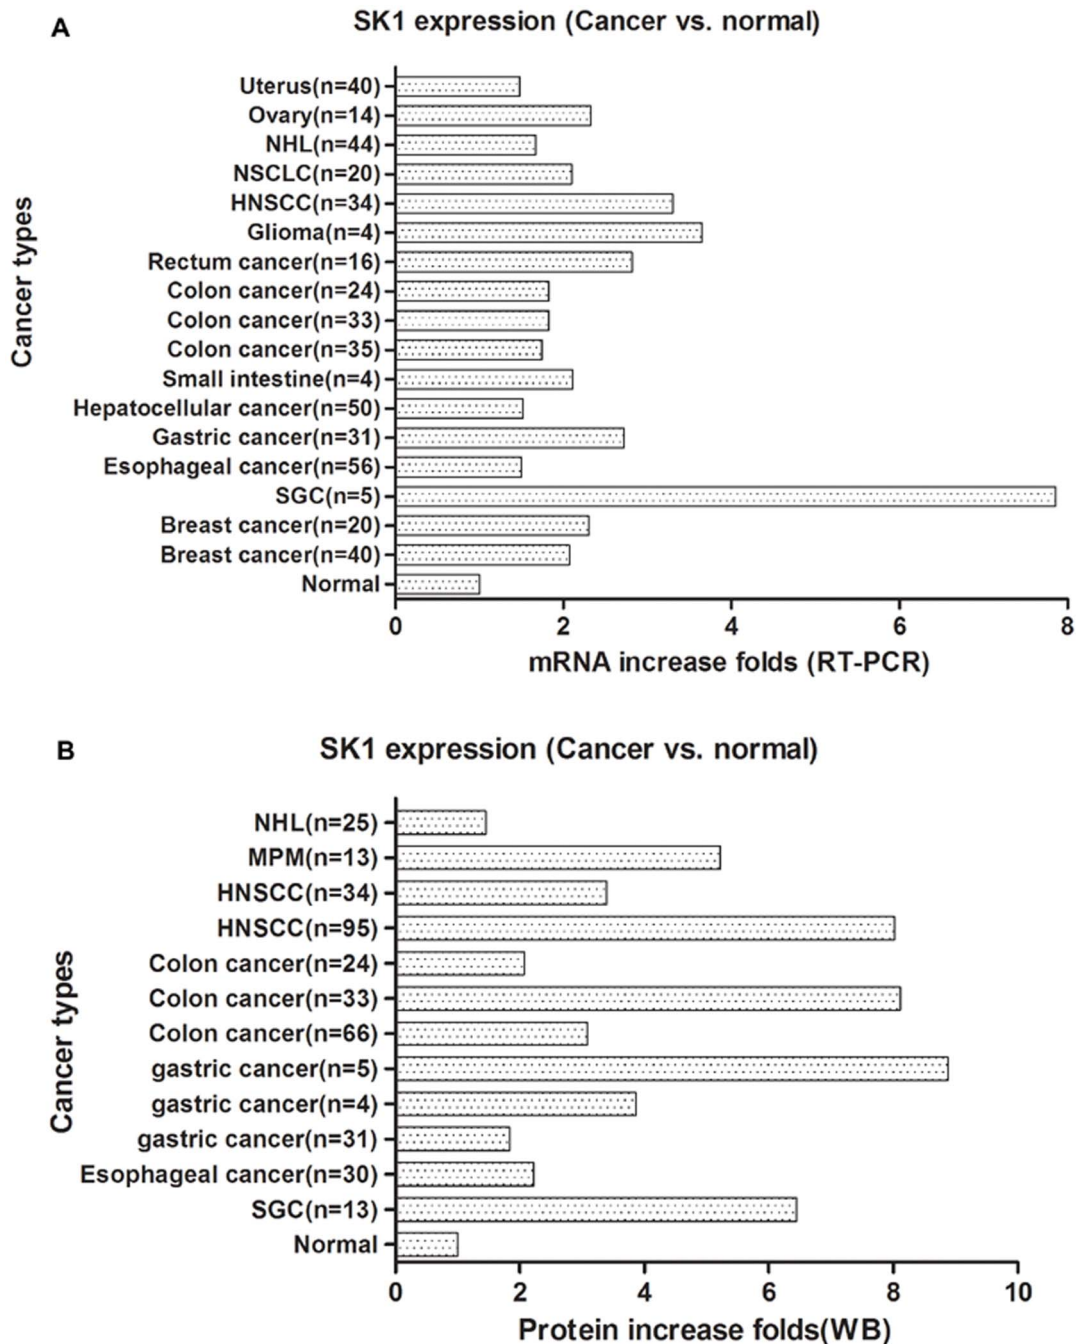 A
SK1 expression (Cancer vs. normal)
Cancer types
Uterus(n=40)
Ovary(n=14)
NHL(n=44)
NSCLC(n=20)
HNSCC(n=34)
Glioma(n=4)
Rectum cancer(n=16)
Colon cancer(n=24)
Colon cancer(n=33)
Colon cancer(n=35)
Small intestine(n=4)
Hepatocellular cancer(n=50)
Gastric cancer(n=31)
Esophageal cancer(n=56)
SGC(n=5)
Breast cancer(n=20)
Breast cancer(n=40)
Normal
0 2 4 6 8
mRNA increase folds (RT-PCR)
B
SK1 expression (Cancer vs. normal)
Cancer types
NHL(n=25)
MPM(n=13)
HNSCC(n=34)
HNSCC(n=95)
Colon cancer(n=24)
Colon cancer(n=33)
Colon cancer(n=66)
gastric cancer(n=5)
gastric cancer(n=4)
gastric cancer(n=31)
Esophageal cancer(n=30)
SGC(n=13)
Normal
0 2 4 6 8 10
Protein increase folds(WB)